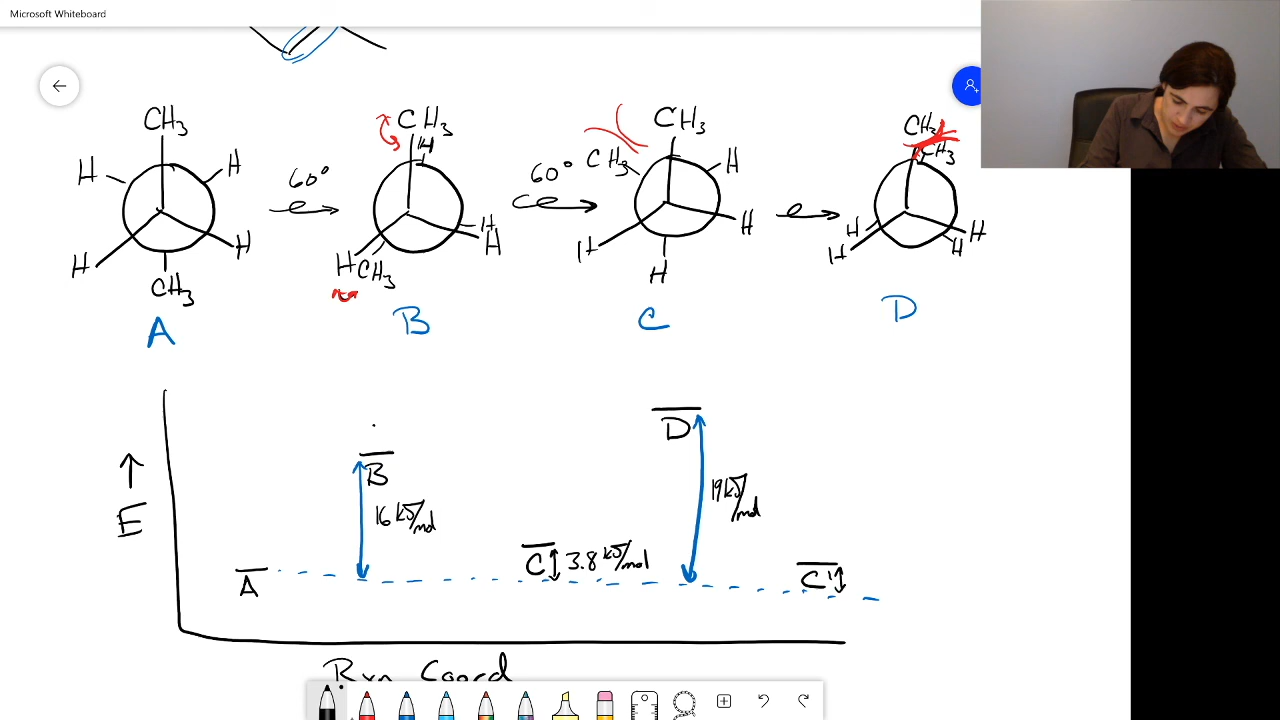 Microsoft Whiteboard
CH3 CH3 CH3 CH3
H H 60° H 60° CH3 H CH3
H H H CH3 H H H H H H H H
CH3 H
A B C D
E
B 16 kJ/mol
D 19 kJ/mol
A C 3.8 kJ/mol C'
Rxn Coord